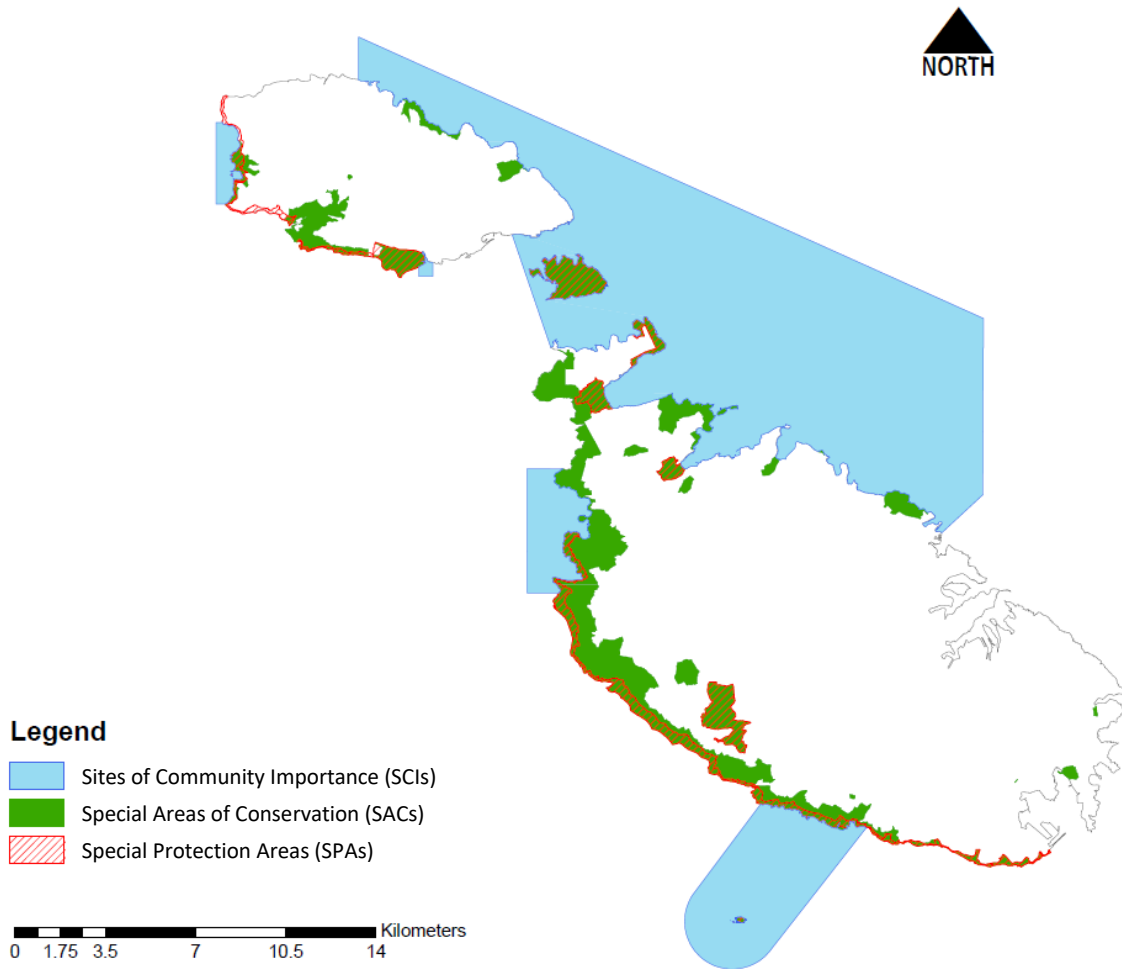 NORTH
Legend
Sites of Community Importance (SCIs)
Special Areas of Conservation (SACs)
Special Protection Areas (SPAs)
Kilometers
0 1.75 3.5 7 10.5 14